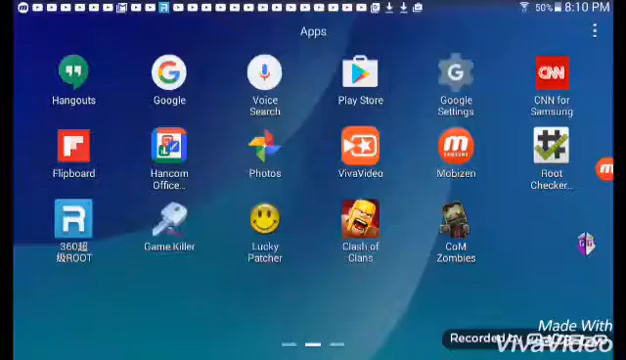 50% 8:10 PM
Apps
Hangouts
Google
Voice
Search
Play Store
Google
Settings
CNN
CNN for
Samsung
Flipboard
Hancom
Office...
Photos
VivaVideo
SAMSUNG
Mobizen
Root
Checker...
360超
级ROOT
Game Killer
Lucky
Patcher
Clash of
Clans
CoM
Zombies
Made With
Recorded by
VivaVideo